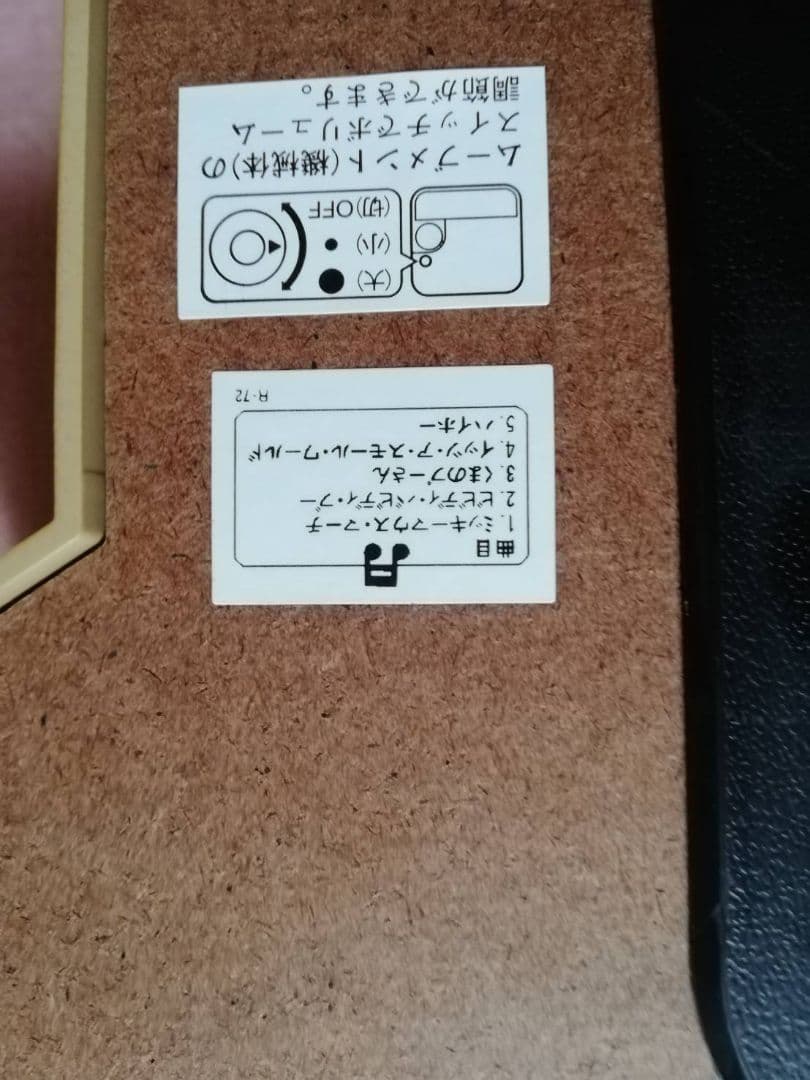 曲目
1. ミッキーマウス・マーチ
2. ビビディ・バビディ・ブー
3. くまのプーさん
4. イッツ・ア・スモール・ワールド
5. ハイホー
R-72
(大)
(小)
(切)OFF
ムーブメント(機械体)の
スイッチでボリューム
調節ができます。